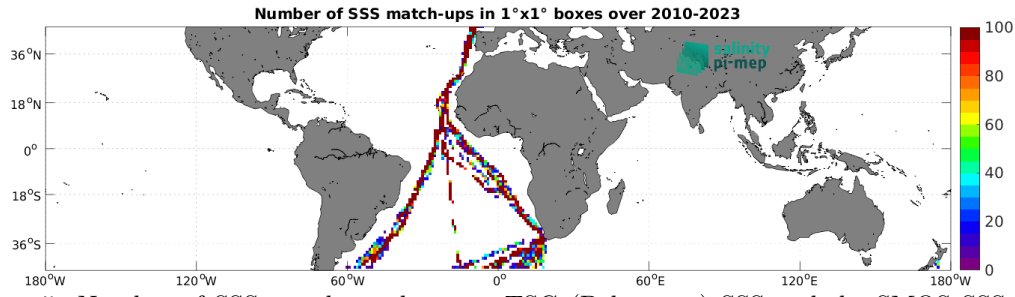 Number of SSS match-ups in 1°x1° boxes over 2010-2023
salinity
pi-mep
36°N
18°N
0°
18°S
36°S
180°W 120°W 60°W 0° 60°E 120°E 180°W
100
80
60
40
20
0